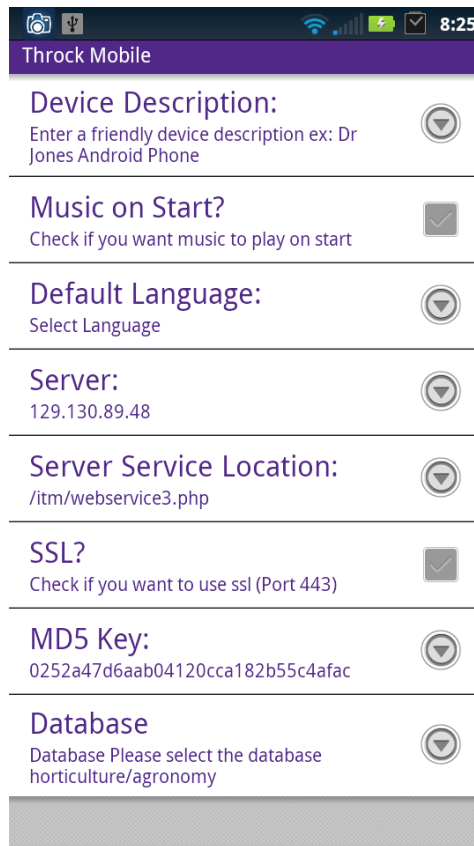 8:25
Throck Mobile
Device Description:
Enter a friendly device description ex: Dr
Jones Android Phone
Music on Start?
Check if you want music to play on start
Default Language:
Select Language
Server:
129.130.89.48
Server Service Location:
/itm/webservice3.php
SSL?
Check if you want to use ssl (Port 443)
MD5 Key:
0252a47d6aab04120cca182b55c4afac
Database
Database Please select the database
horticulture/agronomy